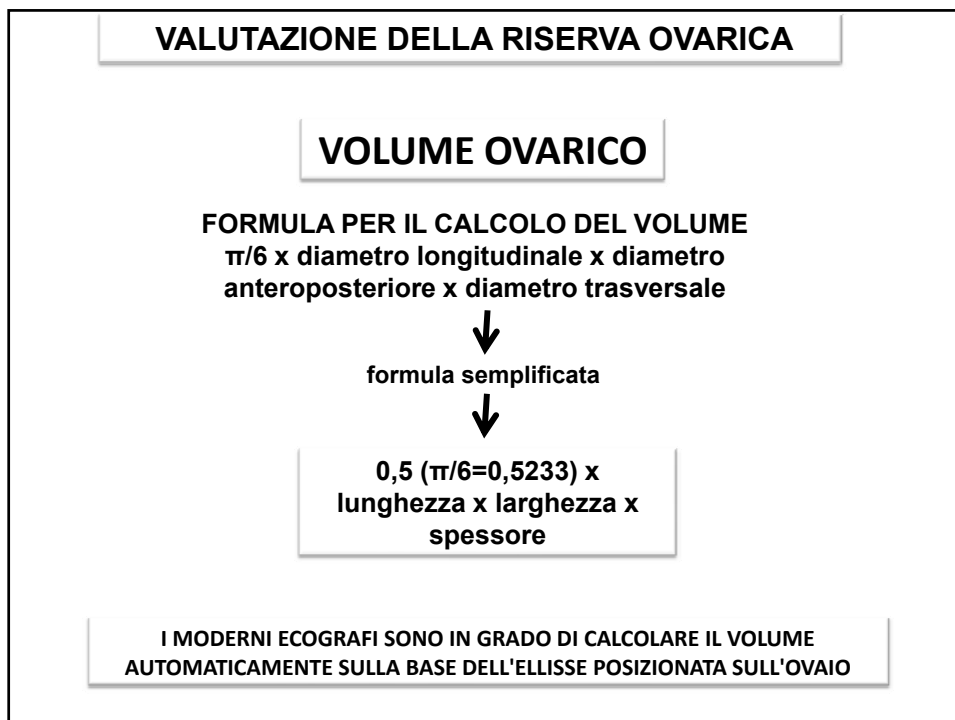 VALUTAZIONE DELLA RISERVA OVARICA
VOLUME OVARICO
FORMULA PER IL CALCOLO DEL VOLUME
π/6 x diametro longitudinale x diametro
anteroposteriore x diametro trasversale
formula semplificata
0,5 (π/6=0,5233) x
lunghezza x larghezza x
spessore
I MODERNI ECOGRAFI SONO IN GRADO DI CALCOLARE IL VOLUME
AUTOMATICAMENTE SULLA BASE DELL'ELLISSE POSIZIONATA SULL'OVAIO